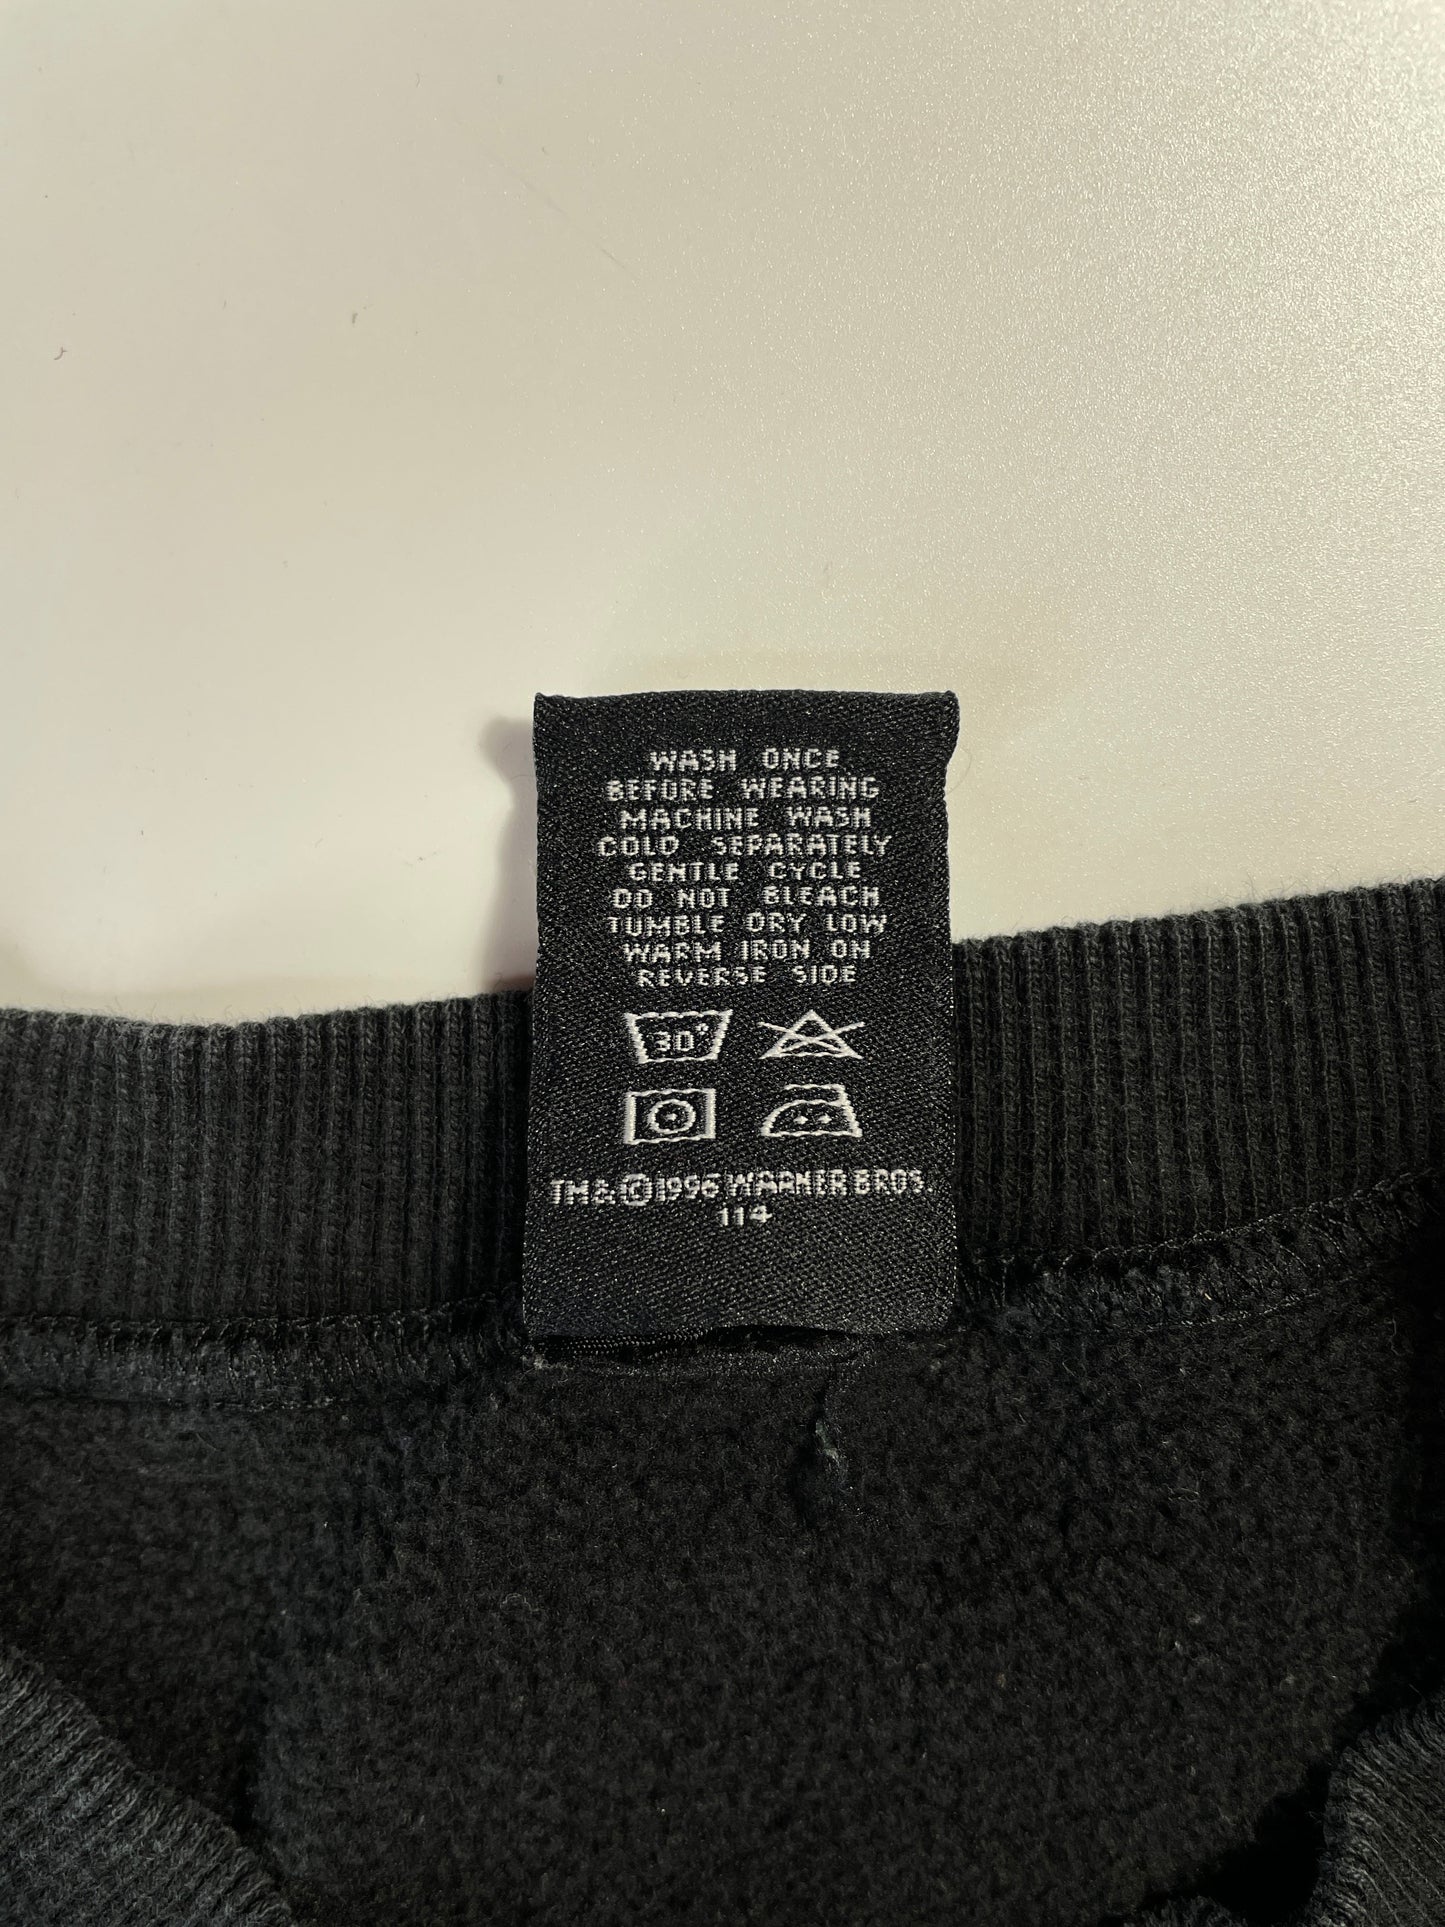 WASH ONCE
BEFORE WEARING
MACHINE WASH
COLD SEPARATELY
GENTLE CYCLE
DO NOT BLEACH
TUMBLE DRY LOW
WARM IRON ON
REVERSE SIDE
30°
TM & © 1996 WARNER BROS.
114